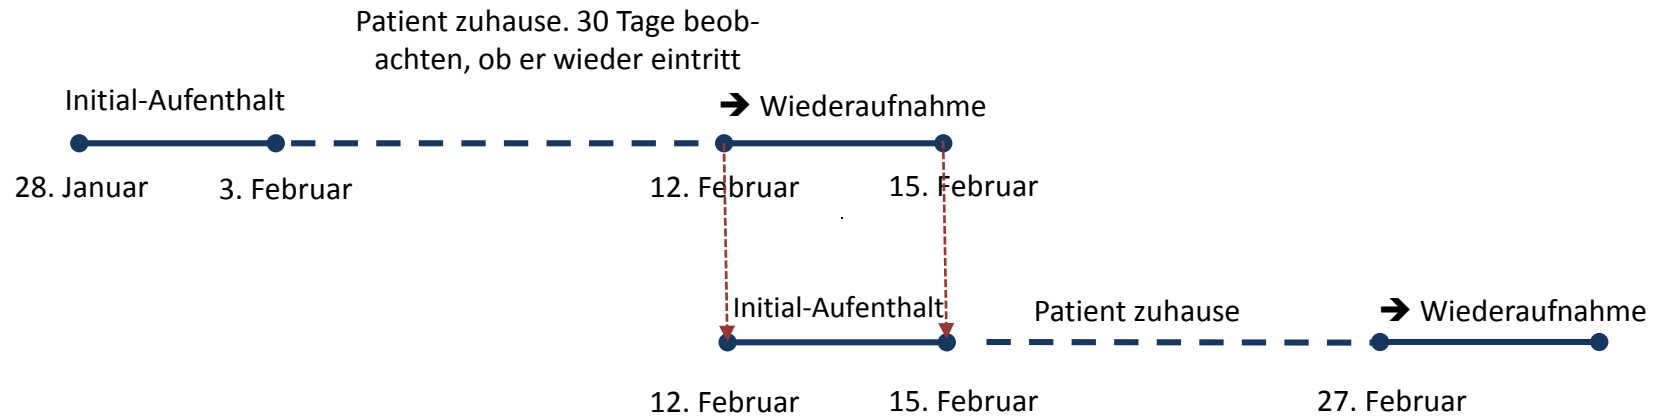 Patient zuhause. 30 Tage beob-
achten, ob er wieder eintritt
Initial-Aufenthalt
➔ Wiederaufnahme
28. Januar
3. Februar
12. Februar
15. Februar
Initial-Aufenthalt
Patient zuhause
➔ Wiederaufnahme
12. Februar
15. Februar
27. Februar